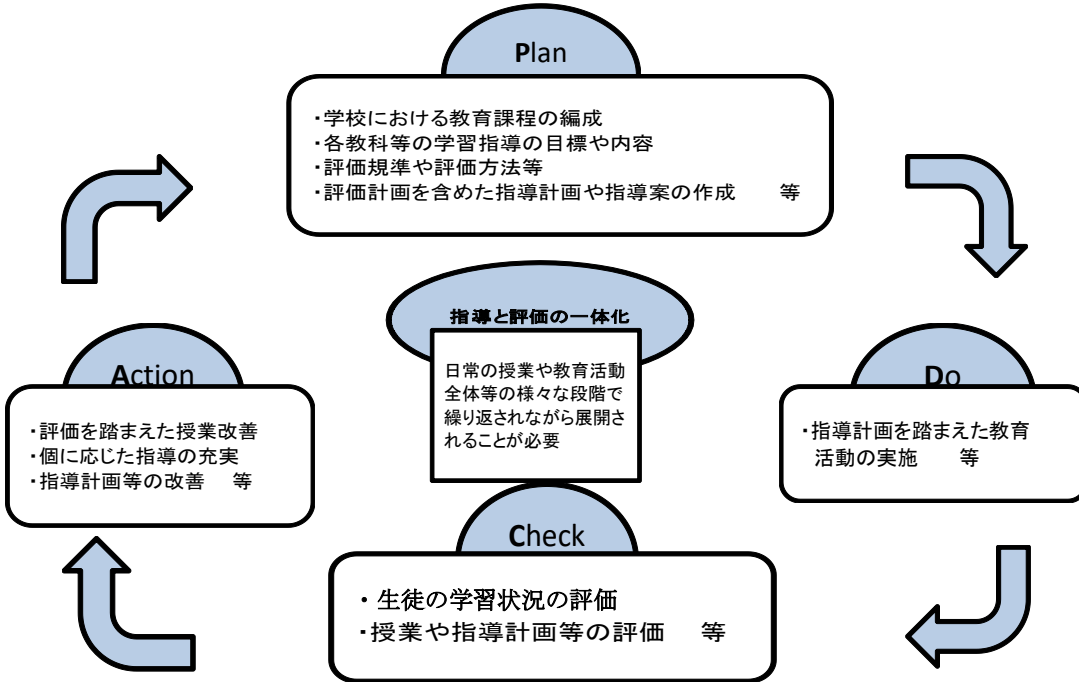 Plan
・学校における教育課程の編成
・各教科等の学習指導の目標や内容
・評価規準や評価方法等
・評価計画を含めた指導計画や指導案の作成　　等
指導と評価の一体化
日常の授業や教育活動
全体等の様々な段階で
繰り返されながら展開さ
れることが必要
Do
・指導計画を踏まえた教育
活動の実施　　等
Check
・生徒の学習状況の評価
・授業や指導計画等の評価　等
Action
・評価を踏まえた授業改善
・個に応じた指導の充実
・指導計画等の改善　等